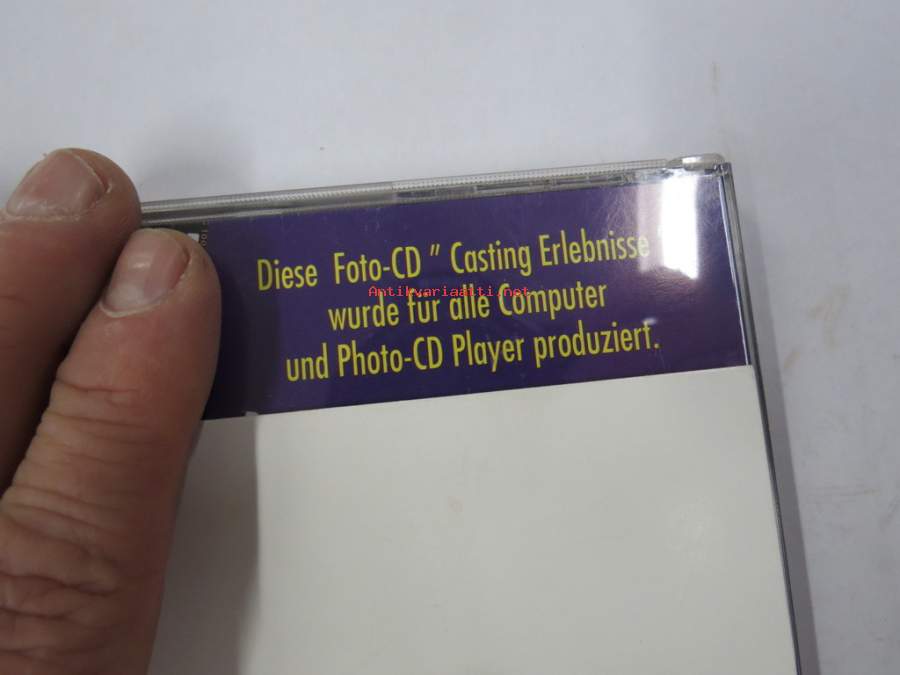 Diese Foto-CD " Casting Erlebnisse
Antikvariaatti.net
wurde für alle Computer
und Photo-CD Player produziert.